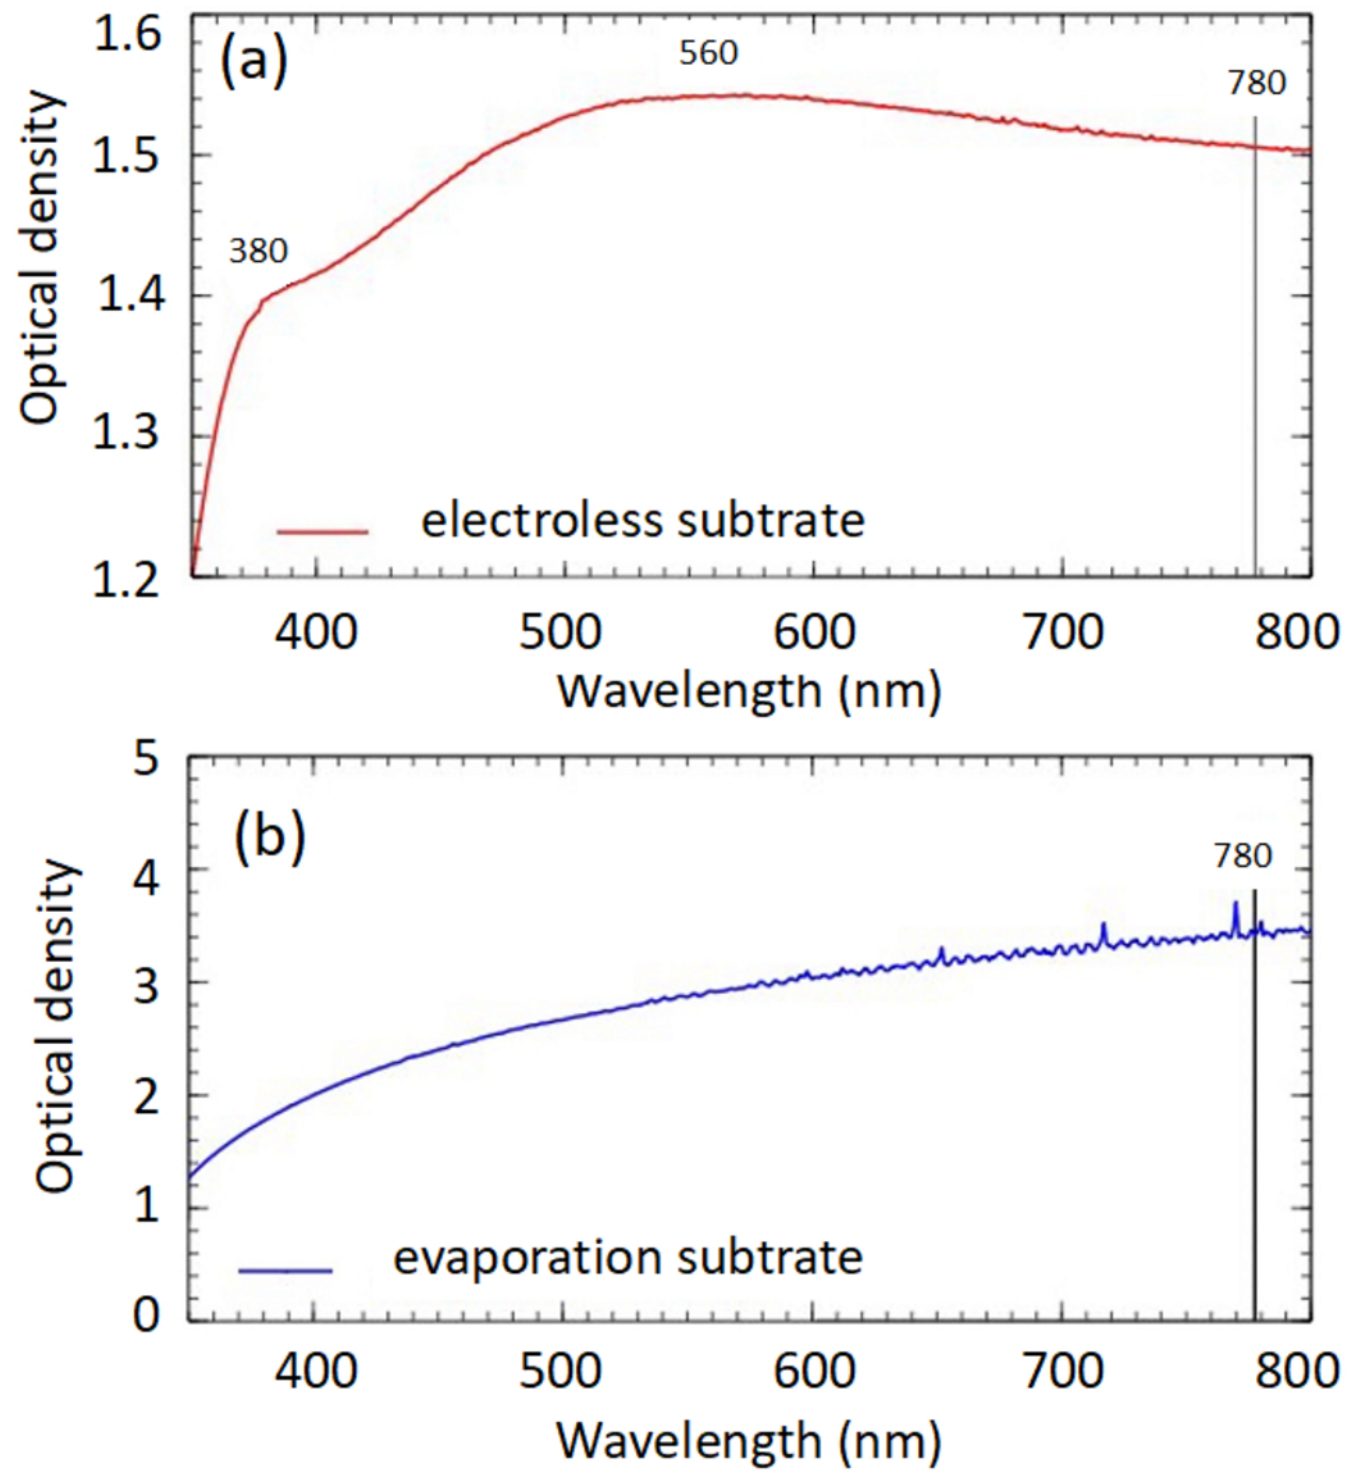 (a)
560
780
380
1.6
1.5
1.4
1.3
1.2
Optical density
electroless subtrate
400 500 600 700 800
Wavelength (nm)
(b)
780
5
4
3
2
1
0
Optical density
evaporation subtrate
400 500 600 700 800
Wavelength (nm)